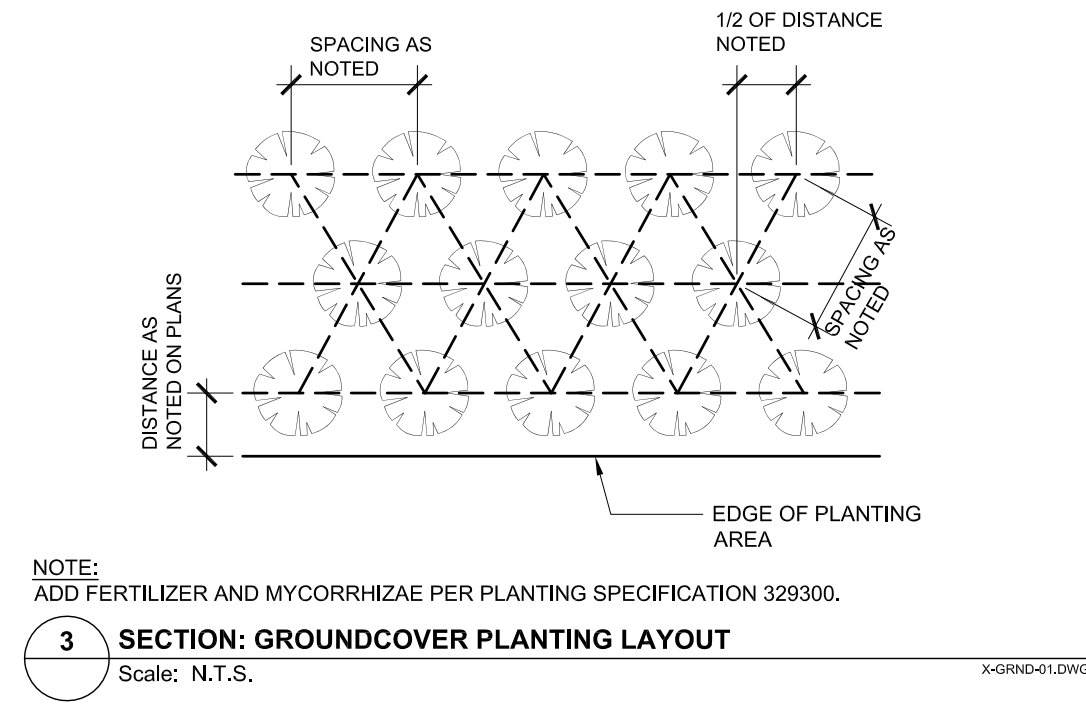 1/2 OF DISTANCE
NOTED
SPACING AS
NOTED
SPACING AS
NOTED
DISTANCE AS
NOTED ON PLANS
EDGE OF PLANTING
AREA
NOTE:
ADD FERTILIZER AND MYCORRHIZAE PER PLANTING SPECIFICATION 329300.
3 SECTION: GROUNDCOVER PLANTING LAYOUT
Scale: N.T.S.
X-GRND-01.DWG